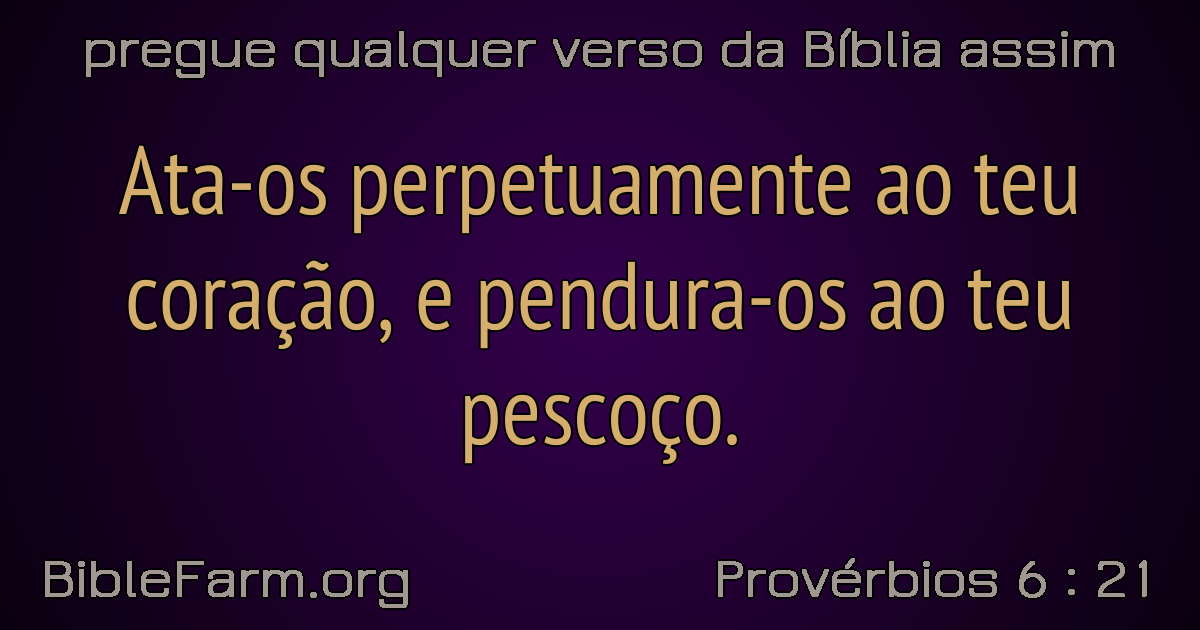 pregue qualquer verso da Bíblia assim
Ata-os perpetuamente ao teu
coração, e pendura-os ao teu
pescoço.
BibleFarm.org
Provérbios 6 : 21